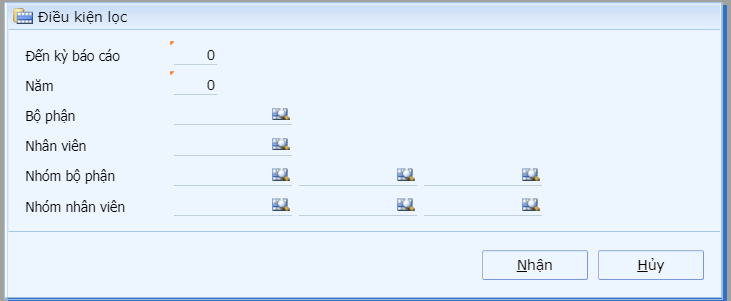 Điều kiện lọc
Đến kỳ báo cáo 0
Năm 0
Bộ phận
Nhân viên
Nhóm bộ phận
Nhóm nhân viên
Nhận Hủy